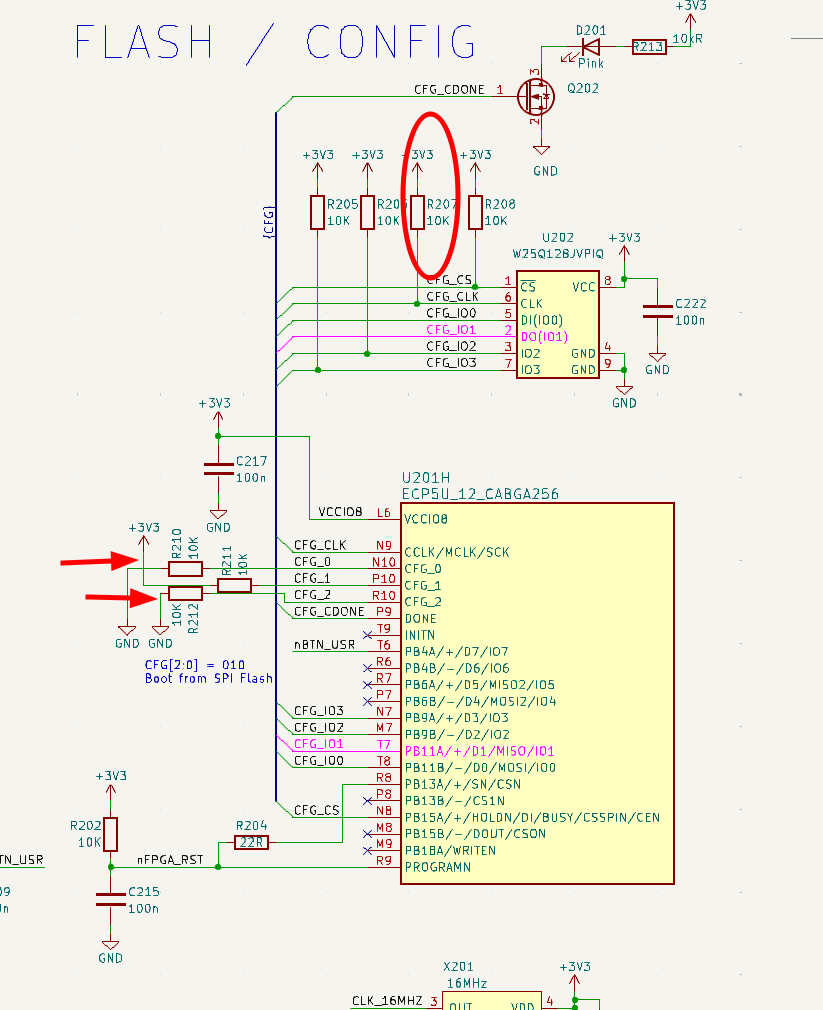 FLASH / CONFIG
+3V3
D201
R213
10kR
Pink
CFG_CDONE
1
3
Q202
2
GND
+3V3
+3V3
+3V3
+3V3
{CFG}
R205
10K
R206
10K
R207
10K
R208
10K
U202
W25Q128JVPIQ
+3V3
CFG_CS
1
CS
VCC
8
CFG_CLK
6
CLK
CFG_IO0
5
DI(IO0)
CFG_IO1
2
DO(IO1)
CFG_IO2
3
IO2
GND
4
CFG_IO3
7
IO3
GND
9
C222
100n
GND
GND
+3V3
C217
100n
GND
VCCIO8
U201H
ECP5U_12_CABGA256
L6
VCCIO8
+3V3
R210
10K
R211
10K
10K
R212
GND
GND
CFG_CLK
N9
CCLK/MCLK/SCK
CFG_0
N10
CFG_0
CFG_1
P10
CFG_1
CFG_2
R10
CFG_2
CFG_CDONE
P9
DONE
T9
INITN
nBTN_USR
T6
PB4A/+/D7/IO7
R6
PB4B/-/D6/IO6
R7
PB6A/+/D5/MISO2/IO5
P7
PB6B/-/D4/MOSI2/IO4
CFG[2:0] = 010
Boot from SPI Flash
CFG_IO3
N7
PB9A/+/D3/IO3
CFG_IO2
M7
PB9B/-/D2/IO2
CFG_IO1
T7
PB11A/+/D1/MISO/IO1
CFG_IO0
T8
PB11B/-/D0/MOSI/IO0
R8
PB13A/+/SN/CSN
P8
PB13B/-/CS1N
CFG_CS
N8
PB15A/+/HOLDN/DI/BUSY/CSSPIN/CEN
M8
PB15B/-/DOUT/CSON
M9
PB18A/WRITEN
R9
PROGRAMN
+3V3
R202
10K
R204
22R
TN_USR
nFPGA_RST
C215
100n
GND
X201
16MHz
+3V3
CLK_16MHZ
3
OUT
VDD
4